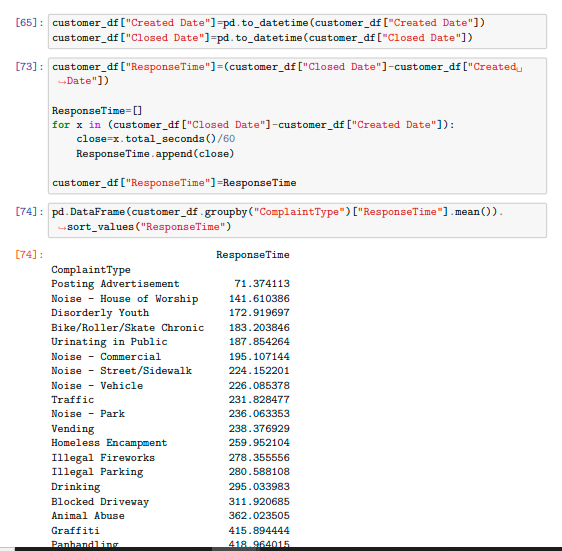 [65]: customer_df["Created Date"]=pd.to_datetime(customer_df["Created Date"])
customer_df["Closed Date"]=pd.to_datetime(customer_df["Closed Date"])
[73]: customer_df["ResponseTime"]=(customer_df["Closed Date"]-customer_df["Created␣
↪Date"])
ResponseTime=[]
for x in (customer_df["Closed Date"]-customer_df["Created Date"]):
    close=x.total_seconds()/60
    ResponseTime.append(close)
customer_df["ResponseTime"]=ResponseTime
[74]: pd.DataFrame(customer_df.groupby("ComplaintType")["ResponseTime"].mean()).
↪sort_values("ResponseTime")
[74]: ResponseTime
ComplaintType
Posting Advertisement 71.374113
Noise - House of Worship 141.610386
Disorderly Youth 172.919697
Bike/Roller/Skate Chronic 183.203846
Urinating in Public 187.854264
Noise - Commercial 195.107144
Noise - Street/Sidewalk 224.152201
Noise - Vehicle 226.085378
Traffic 231.828477
Noise - Park 236.063353
Vending 238.376929
Homeless Encampment 259.952104
Illegal Fireworks 278.355556
Illegal Parking 280.588108
Drinking 295.033983
Blocked Driveway 311.920685
Animal Abuse 362.023505
Graffiti 415.894444
Panhandling 418.964015